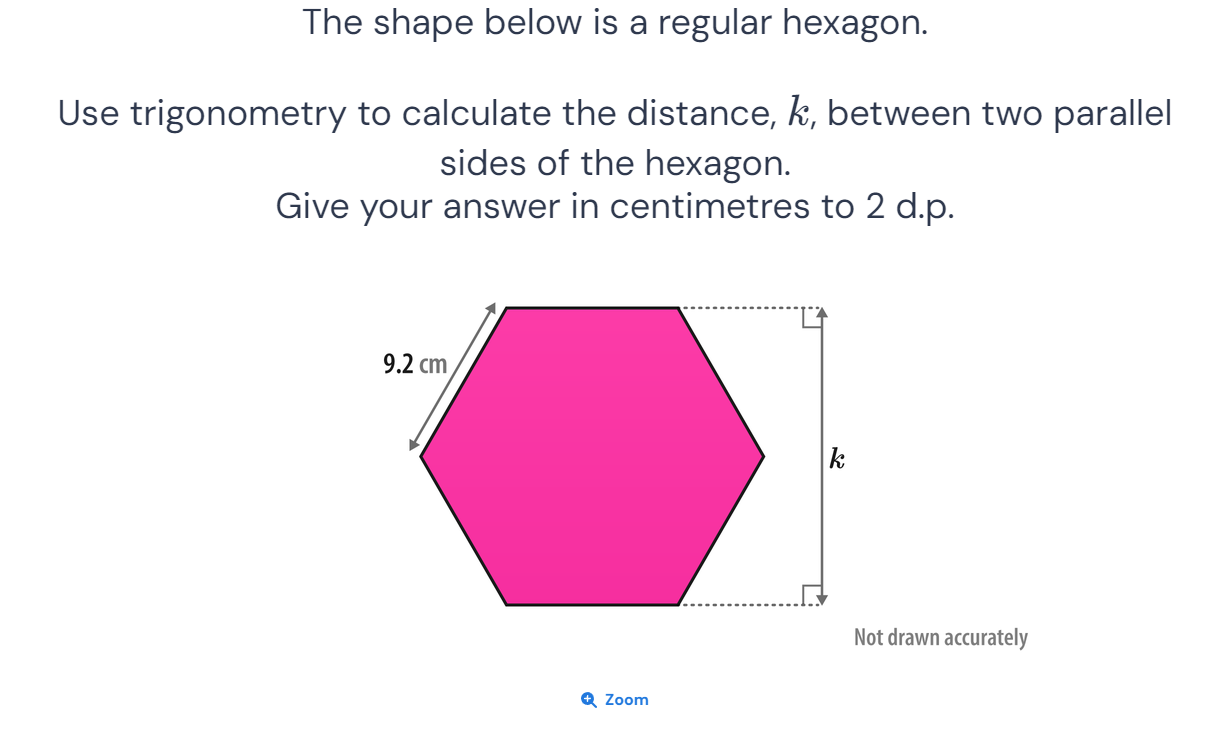 The shape below is a regular hexagon.
Use trigonometry to calculate the distance, k, between two parallel
sides of the hexagon.
Give your answer in centimetres to 2 d.p.
9.2 cm
k
Not drawn accurately
Zoom